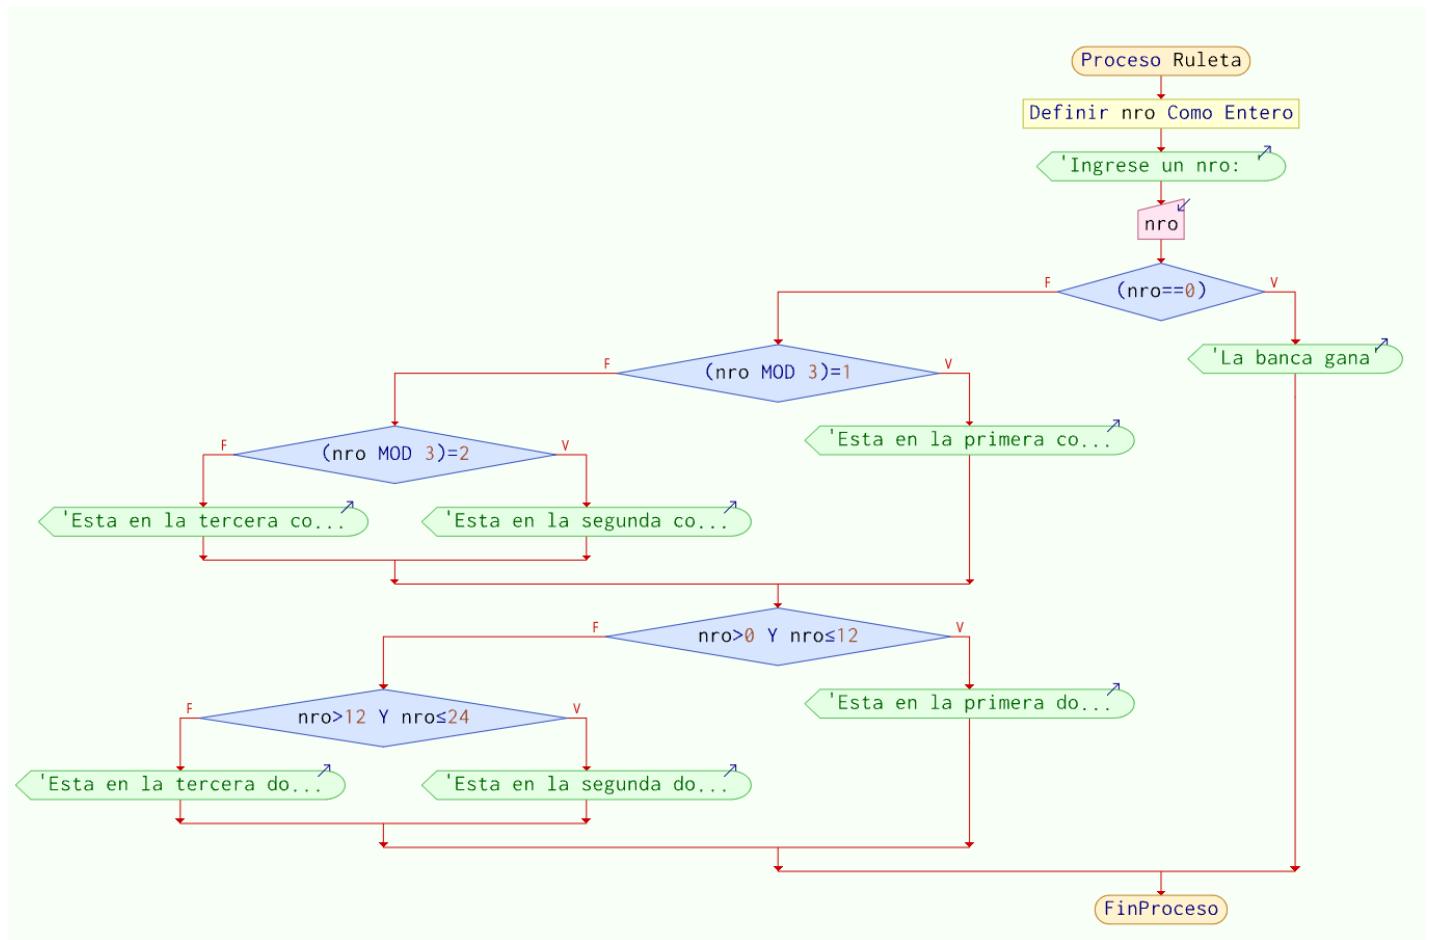 Proceso Ruleta
Definir nro Como Entero
'Ingrese un nro: '
nro
F
(nro==0)
V
'La banca gana'
F
(nro MOD 3)=1
V
'Esta en la primera co...
F
(nro MOD 3)=2
V
'Esta en la tercera co...
'Esta en la segunda co...
F
nro>0 Y nro≤12
V
'Esta en la primera do...
F
nro>12 Y nro≤24
V
'Esta en la tercera do...
'Esta en la segunda do...
FinProceso